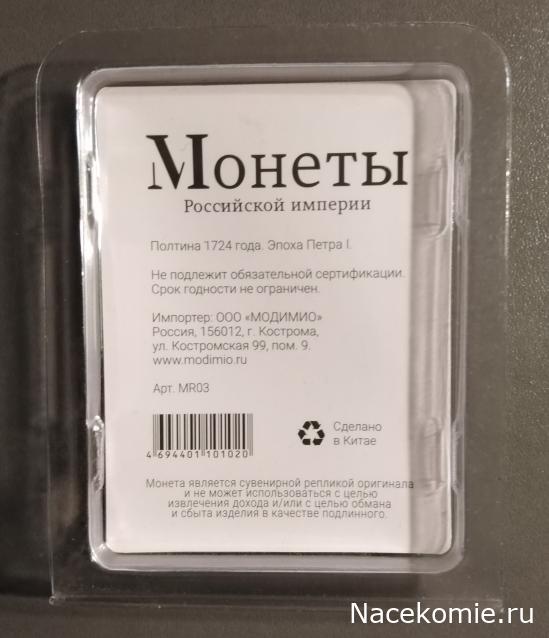 Монеты
Российской империи
Полтина 1724 года. Эпоха Петра I.
Не подлежит обязательной сертификации.
Срок годности не ограничен.
Импортер: ООО «МОДИМИО»
Россия, 156012, г. Кострома,
ул. Костромская 99, пом. 9.
www.modimio.ru
Арт. MR03
Сделано
в Китае
4 694401 101020
Монета является сувенирной репликой оригинала
и не может использоваться с целью
извлечения дохода и/или с целью обмана
и сбыта изделия в качестве подлинного.
Nacekomie.ru